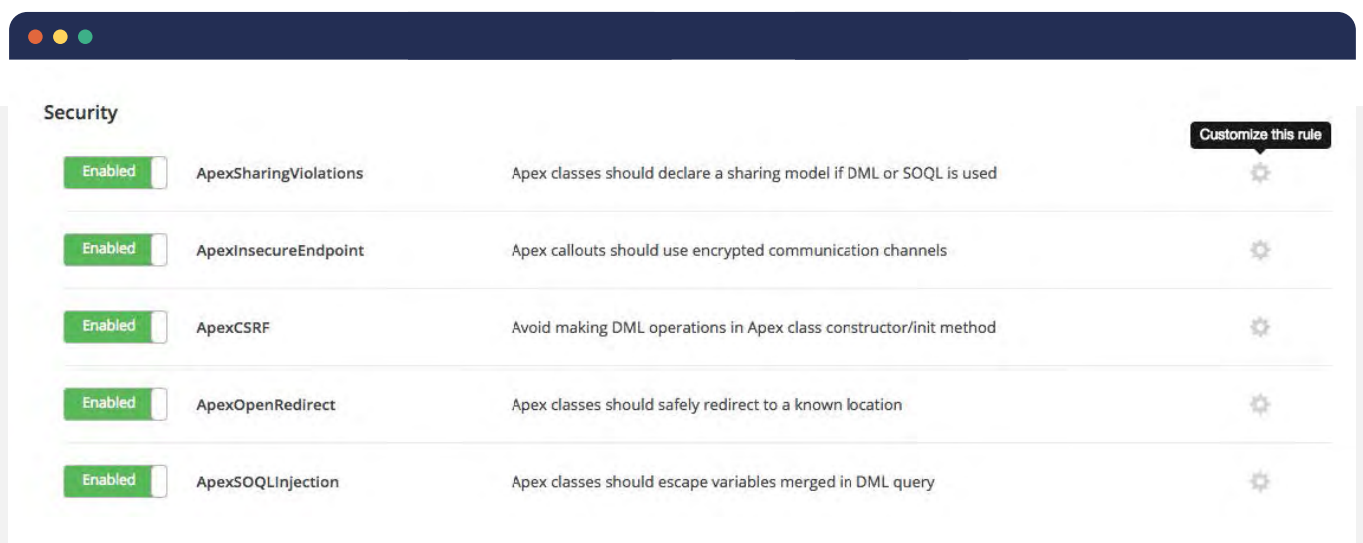 Security
Customize this rule
Enabled ApexSharingViolations Apex classes should declare a sharing model if DML or SOQL is used
Enabled ApexInsecureEndpoint Apex callouts should use encrypted communication channels
Enabled ApexCSRF Avoid making DML operations in Apex class constructor/init method
Enabled ApexOpenRedirect Apex classes should safely redirect to a known location
Enabled ApexSOQLInjection Apex classes should escape variables merged in DML query